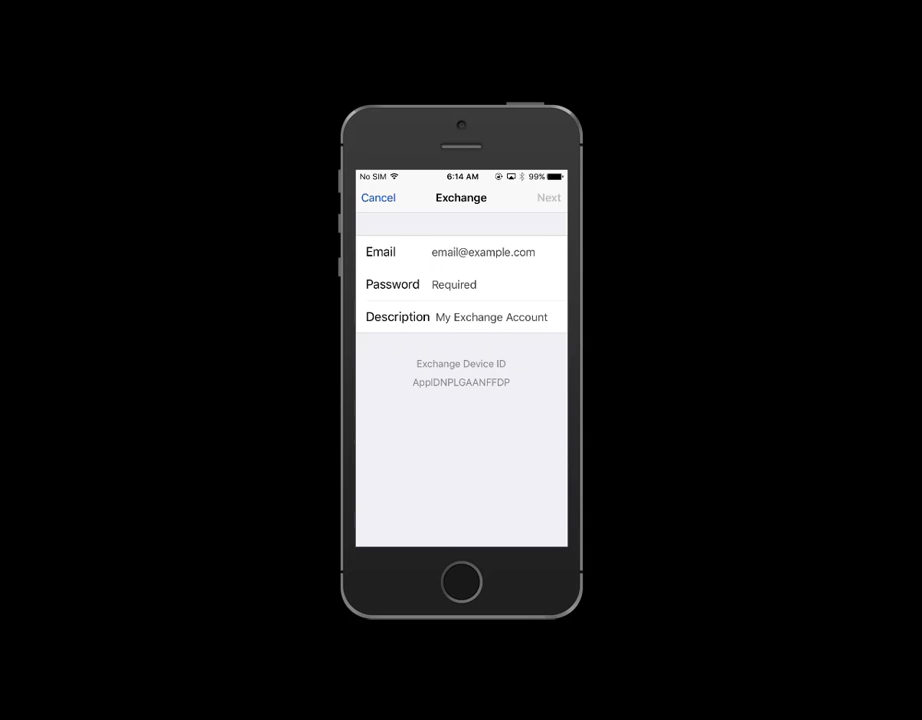 No SIM 6:14 AM 99%
Cancel Exchange Next
Email email@example.com
Password Required
Description My Exchange Account
Exchange Device ID
ApplDNPLGAANFFDP